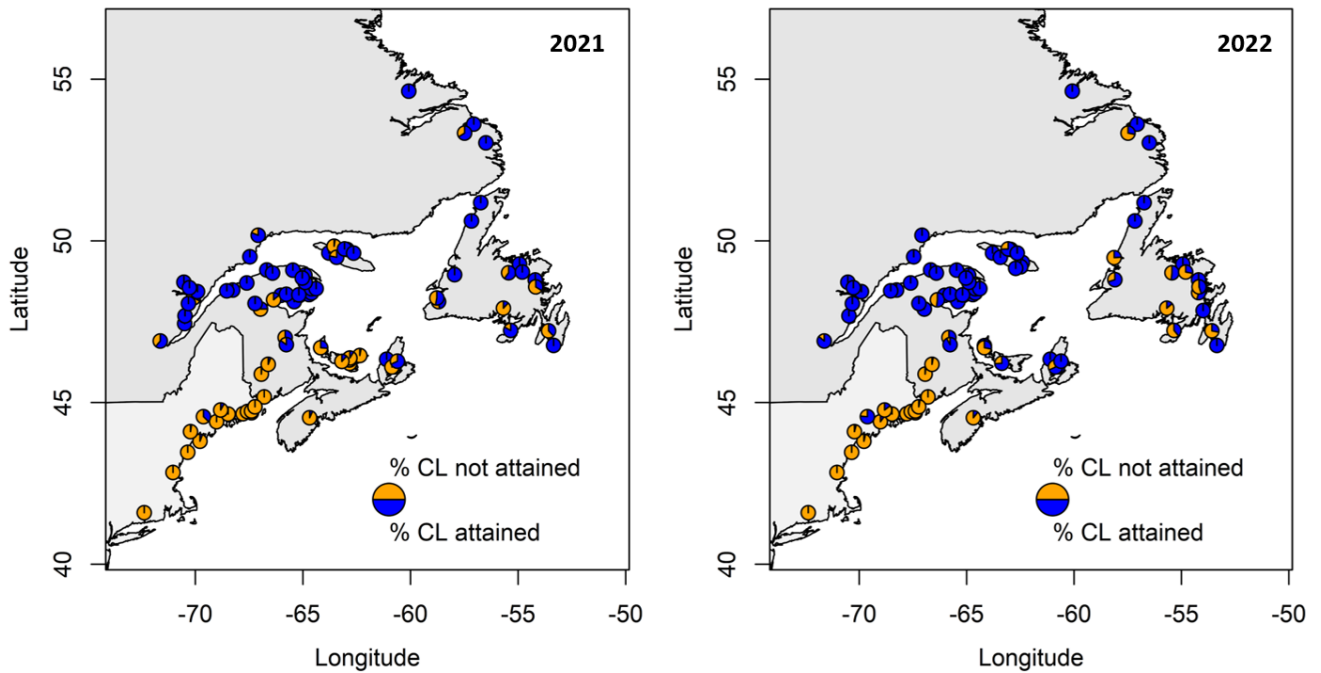 2021
55
50
45
40
Latitude
% CL not attained
% CL attained
-70 -65 -60 -55 -50
Longitude
2022
55
50
45
40
Latitude
% CL not attained
% CL attained
-70 -65 -60 -55 -50
Longitude